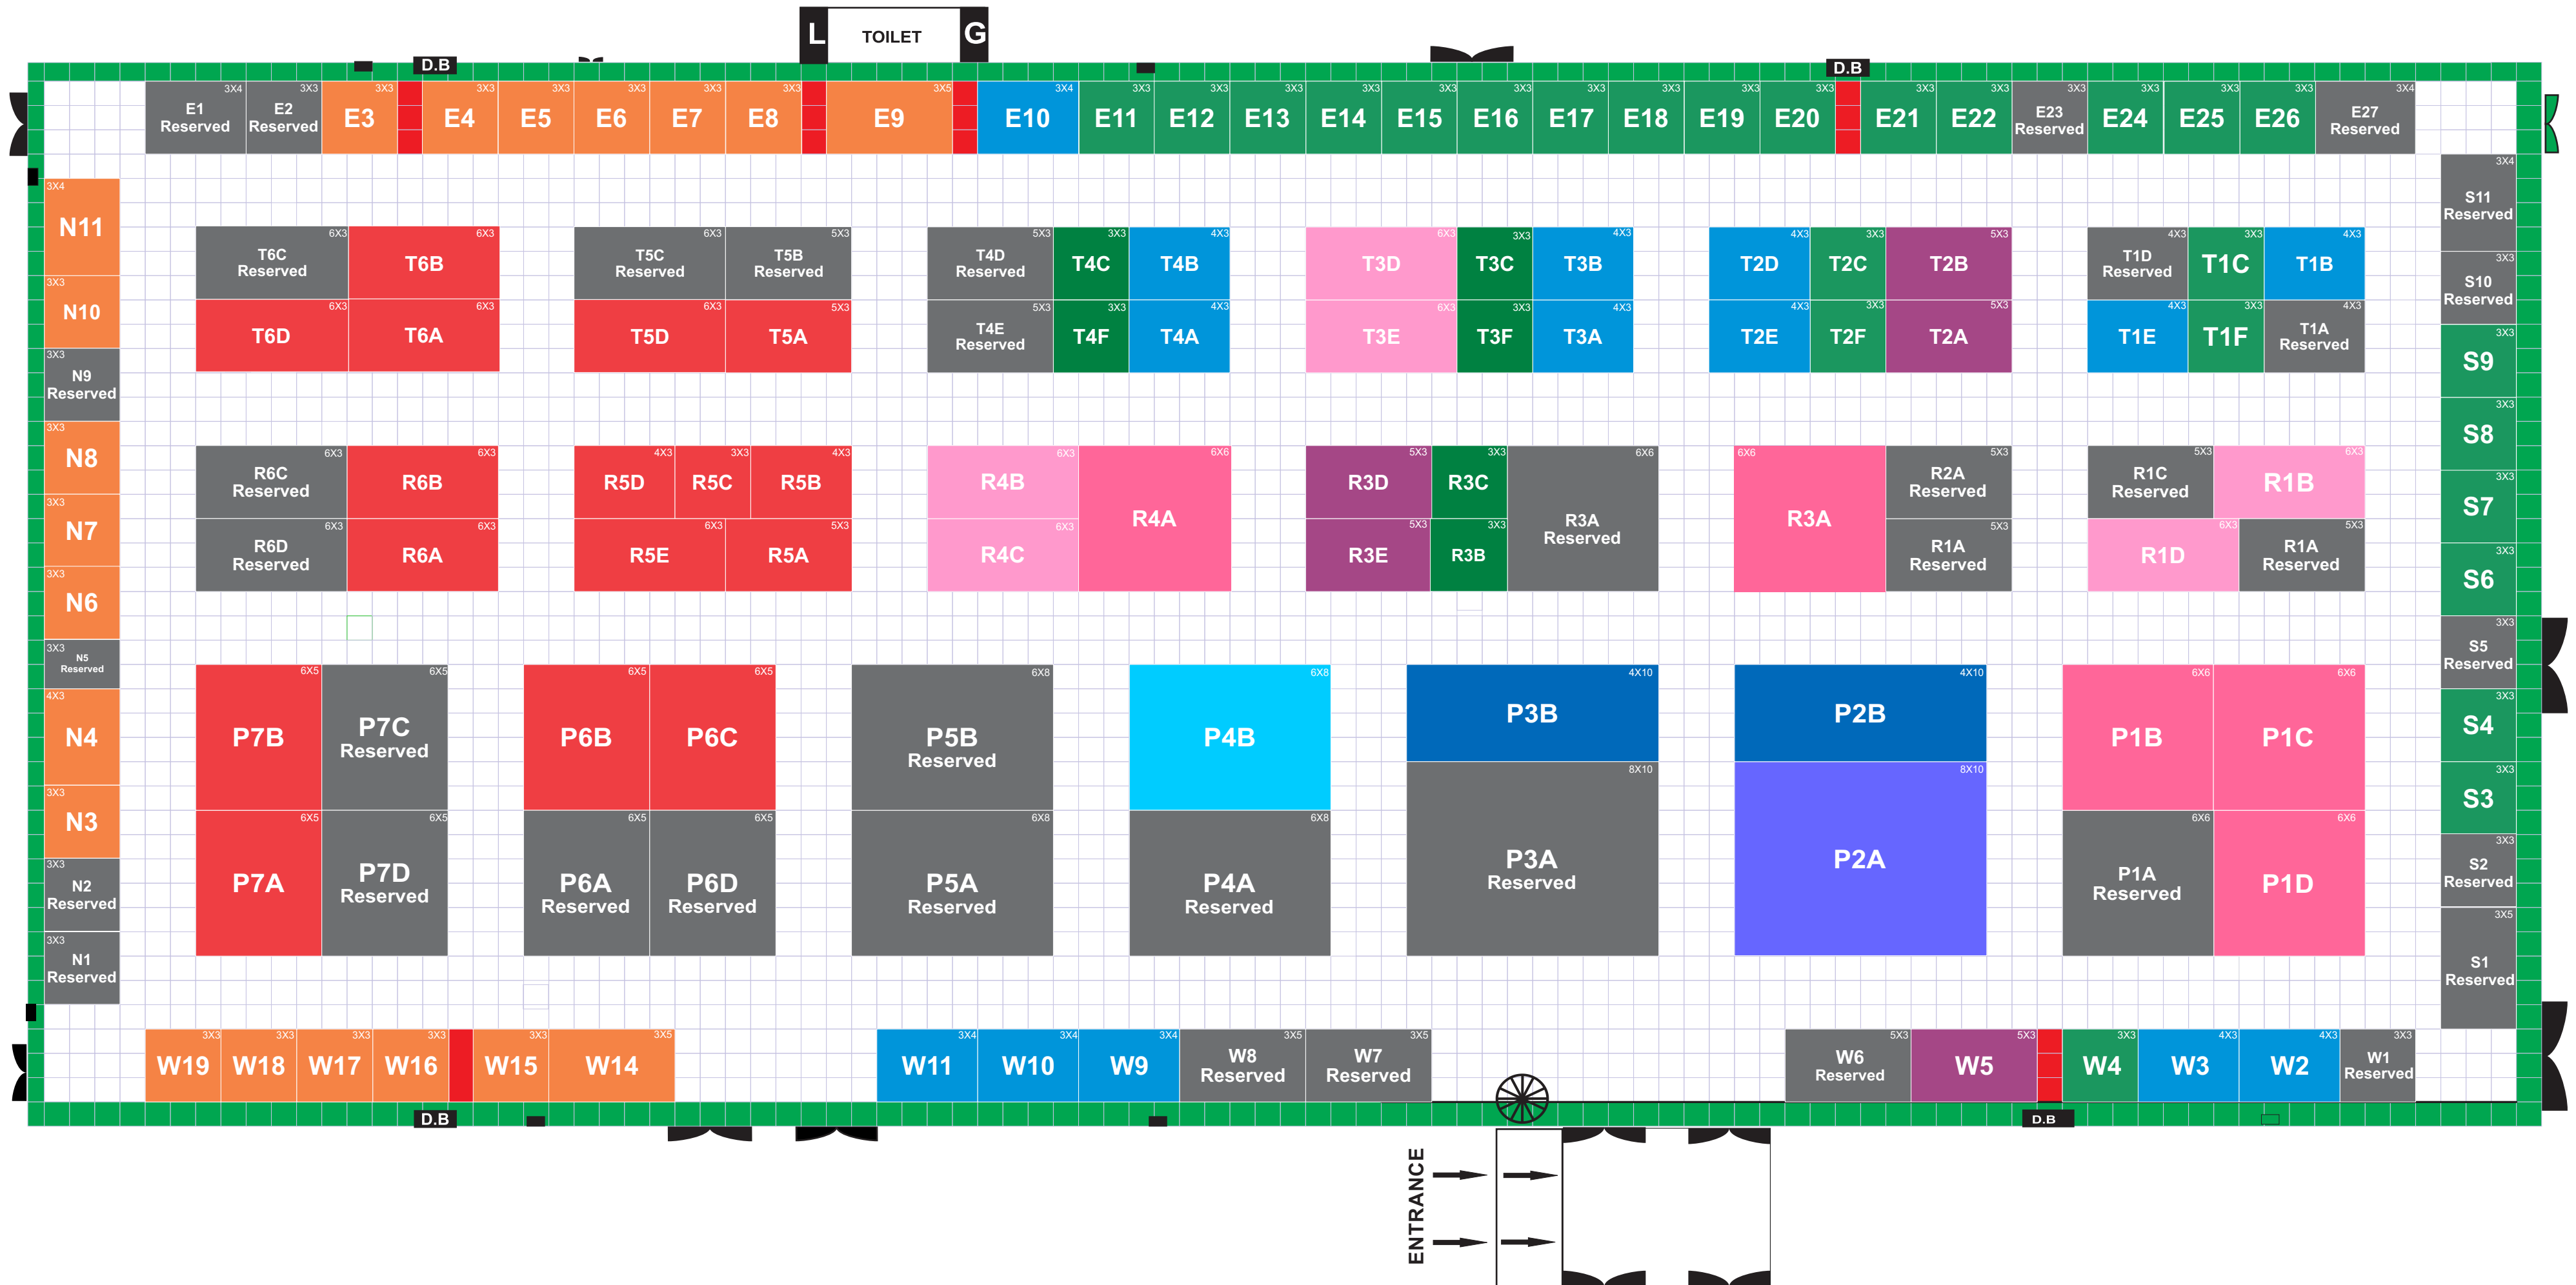 L TOILET G
D.B D.B
3X4 3X3 3X3 3X3 3X3 3X3 3X3 3X3 3X5 3X4 3X3 3X3 3X3 3X3 3X3 3X3 3X3 3X3 3X3 3X3 3X3 3X3 3X3 3X3 3X3 3X3 3X4
E1 E2 E3 E4 E5 E6 E7 E8 E9 E10 E11 E12 E13 E14 E15 E16 E17 E18 E19 E20 E21 E22 E23 E24 E25 E26 E27
Reserved Reserved Reserved Reserved
3X4
N11
3X3
N10
3X3
N9
Reserved
3X3
N8
3X3
N7
3X3
N6
3X3
N5
Reserved
4X3
N4
3X3
N3
3X3
N2
Reserved
3X3
N1
Reserved
6X3 6X3 6X3 5X3 5X3 3X3 4X3 6X3 3X3 4X3 4X3 3X3 5X3 4X3 3X3 4X3
T6C T6B T5C T5B T4D T4C T4B T3D T3C T3B T2D T2C T2B T1D T1C T1B
Reserved Reserved Reserved Reserved Reserved
6X3 6X3 6X3 5X3 5X3 3X3 4X3 6X3 3X3 4X3 4X3 3X3 5X3 4X3 3X3 4X3
T6D T6A T5D T5A T4E T4F T4A T3E T3F T3A T2E T2F T2A T1E T1F T1A
Reserved Reserved
6X3 6X3 4X3 3X3 4X3 6X3 6X6 5X3 3X3 6X6 6X6 5X3 5X3 6X3
R6C R6B R5D R5C R5B R4B R4A R3D R3C R3A R3A R2A R1C R1B
Reserved Reserved Reserved Reserved
6X3 6X3 6X3 5X3 6X3 5X3 3X3 5X3 6X3 5X3
R6D R6A R5E R5A R4C R3E R3B R1A R1D R1A
Reserved Reserved Reserved
6X5 6X5 6X5 6X5 6X8 6X8 4X10 4X10 6X6 6X6
P7B P7C P6B P6C P5B P4B P3B P2B P1B P1C
Reserved Reserved
6X5 6X5 6X5 6X5 6X8 6X8 8X10 8X10 6X6 6X6
P7A P7D P6A P6D P5A P4A P3A P2A P1A P1D
Reserved Reserved Reserved Reserved Reserved Reserved Reserved
3X4
S11
Reserved
3X3
S10
Reserved
3X3
S9
3X3
S8
3X3
S7
3X3
S6
3X3
S5
Reserved
3X3
S4
3X3
S3
3X3
S2
Reserved
3X5
S1
Reserved
3X3 3X3 3X3 3X3 3X3 3X5 3X4 3X4 3X4 3X5 3X5 5X3 5X3 3X3 4X3 4X3 3X3
W19 W18 W17 W16 W15 W14 W11 W10 W9 W8 W7 W6 W5 W4 W3 W2 W1
Reserved Reserved Reserved Reserved
D.B D.B
ENTRANCE